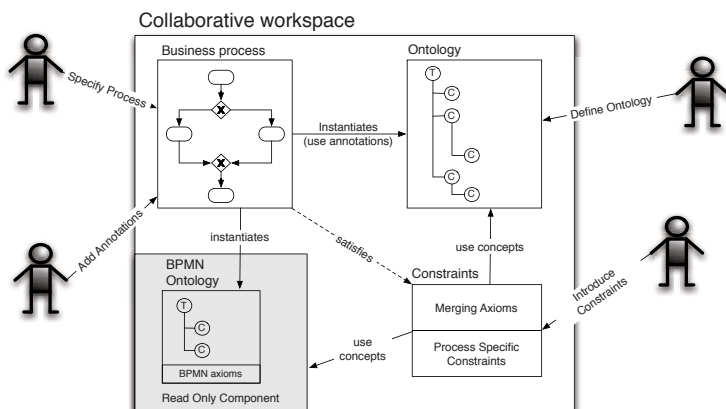 Collaborative workspace
Business process
Ontology
Specify Process
X
X
T
C
C
C
C
C
Define Ontology
Instantiates
(use annotations)
Add Annotations
instantiates
satisfies
use concepts
BPMN
Ontology
T
C
C
BPMN axioms
Read Only Component
Constraints
Merging Axioms
Process Specific
Constraints
Introduce
Constraints
use
concepts